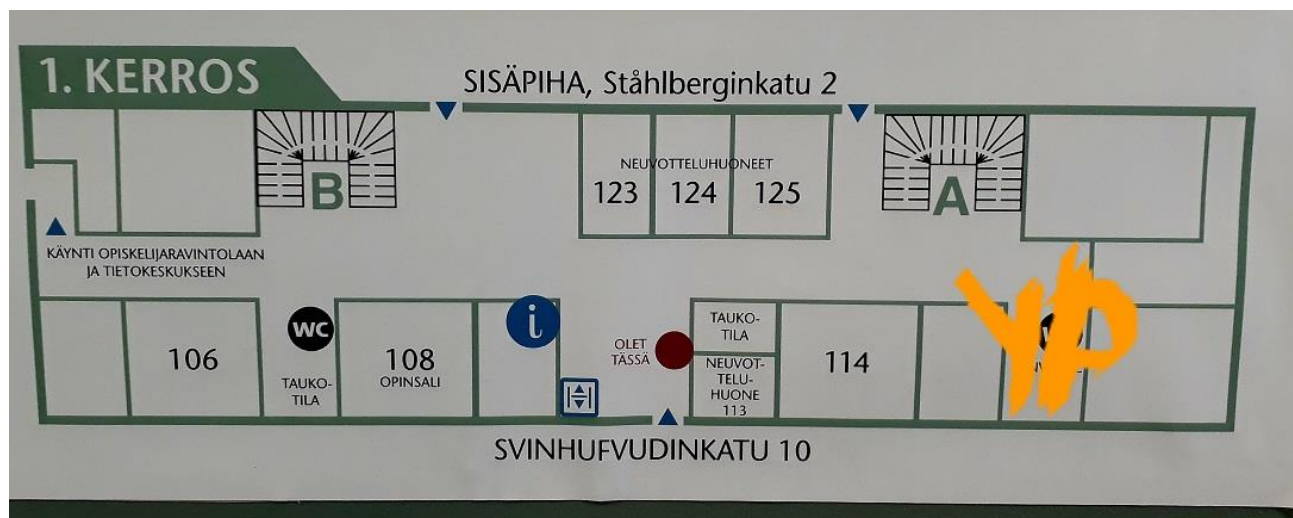 1. KERROS
SISÄPIHA, Ståhlberginkatu 2
B
NEUVOTTELUHUONEET
123
124
125
A
KÄYNTI OPISKELIJARAVINTOLAAN
JA TIETOKESKUKSEEN
106
WC
TAUKO-
TILA
108
OPINSALI
i
OLET
TÄSSÄ
TAUKO-
TILA
NEUVOT-
TELU-
HUONE
113
114
YP
SVINHUFVUDINKATU 10